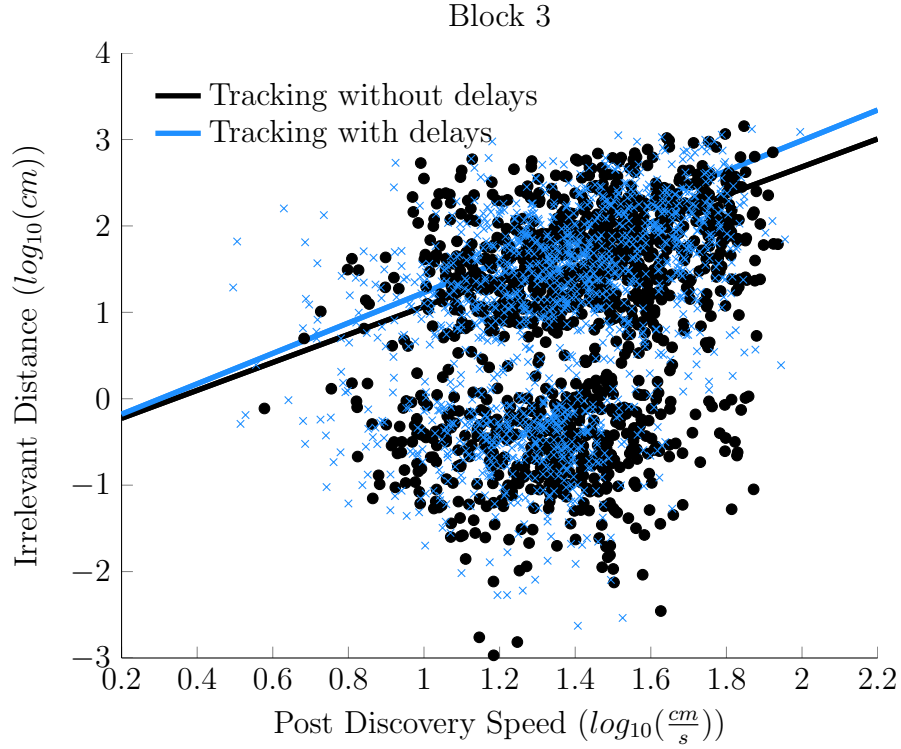 Block 3
4
3
2
1
0
−1
−2
−3
Irrelevant Distance (log10(cm))
Tracking without delays
Tracking with delays
0.2 0.4 0.6 0.8 1 1.2 1.4 1.6 1.8 2 2.2
Post Discovery Speed (log10(cm/s))